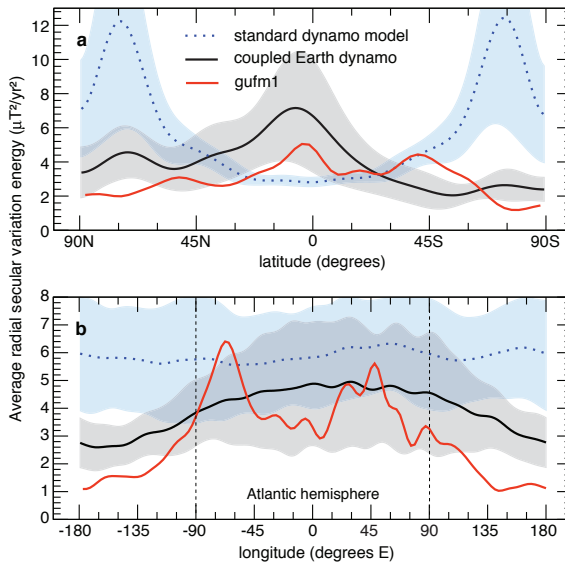 Average radial secular variation energy (μT²/yr²)
a
standard dynamo model
coupled Earth dynamo
gufm1
12
10
8
6
4
2
0
90N 45N 0 45S 90S
latitude (degrees)
b
8
7
6
5
4
3
2
1
0
Atlantic hemisphere
-180 -135 -90 -45 0 45 90 135 180
longitude (degrees E)